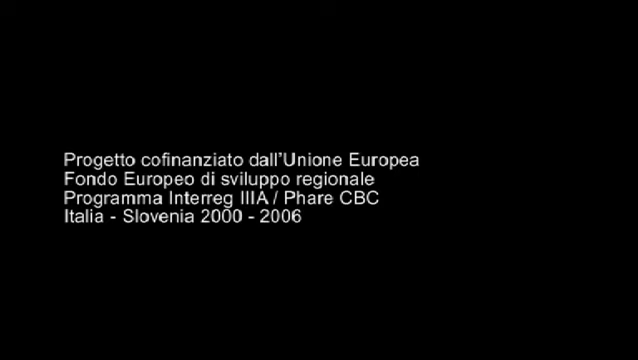 Progetto cofinanziato dall'Unione Europea
Fondo Europeo di sviluppo regionale
Programma Interreg IIIA / Phare CBC
Italia - Slovenia 2000 - 2006